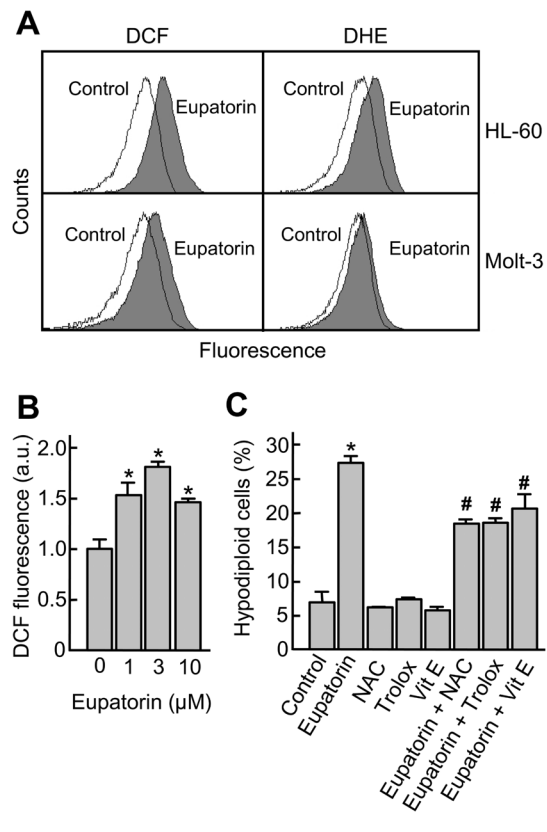 A
DCF DHE
Control Eupatorin Control Eupatorin HL-60
Counts
Control Eupatorin Control Eupatorin Molt-3
Fluorescence
B
DCF fluorescence (a.u.)
2.0
1.5
1.0
0.5
0
* * *
0 1 3 10
Eupatorin (μM)
C
Hypodiploid cells (%)
30
25
20
15
10
5
0
* # # #
Control
Eupatorin
NAC
Trolox
Vit E
Eupatorin + NAC
Eupatorin + Trolox
Eupatorin + Vit E